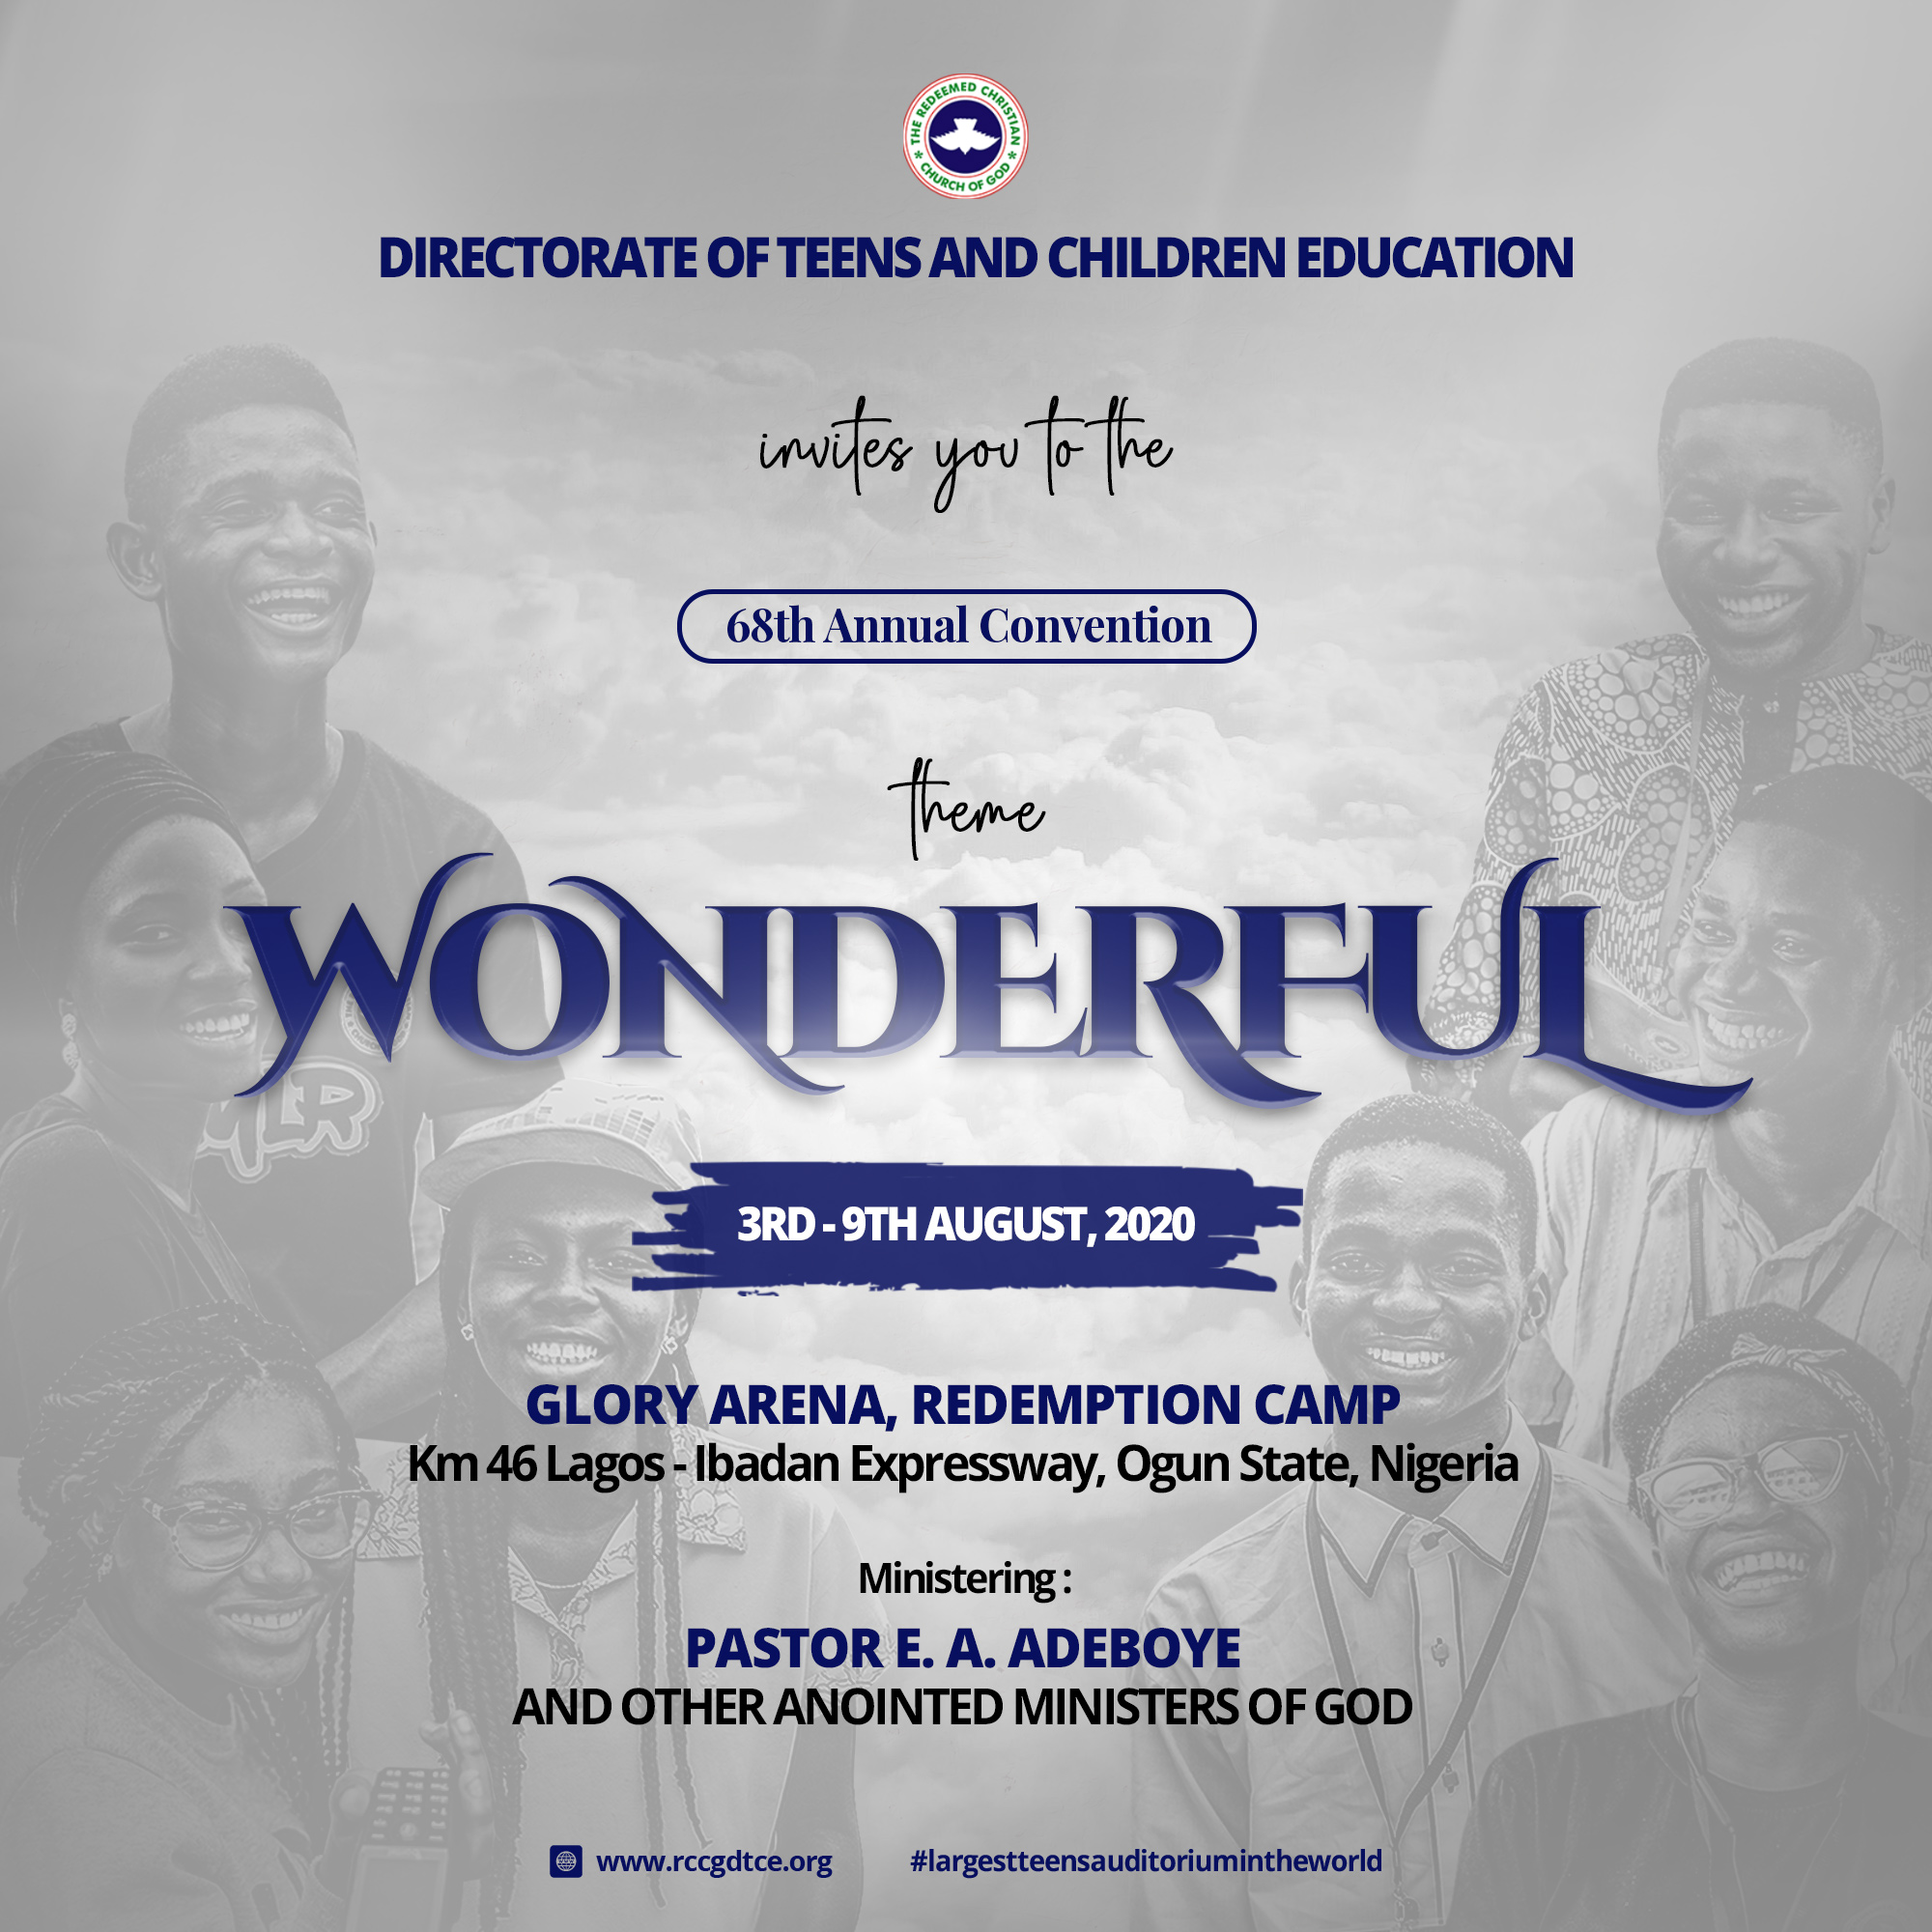 THE REDEEMED CHRISTIAN
CHURCH OF GOD
DIRECTORATE OF TEENS AND CHILDREN EDUCATION
invites you to the
68th Annual Convention
theme
WONDERFUL
3RD - 9TH AUGUST, 2020
GLORY ARENA, REDEMPTION CAMP
Km 46 Lagos - Ibadan Expressway, Ogun State, Nigeria
Ministering :
PASTOR E. A. ADEBOYE
AND OTHER ANOINTED MINISTERS OF GOD
www.rccgdtce.org #largestteensauditoriumintheworld